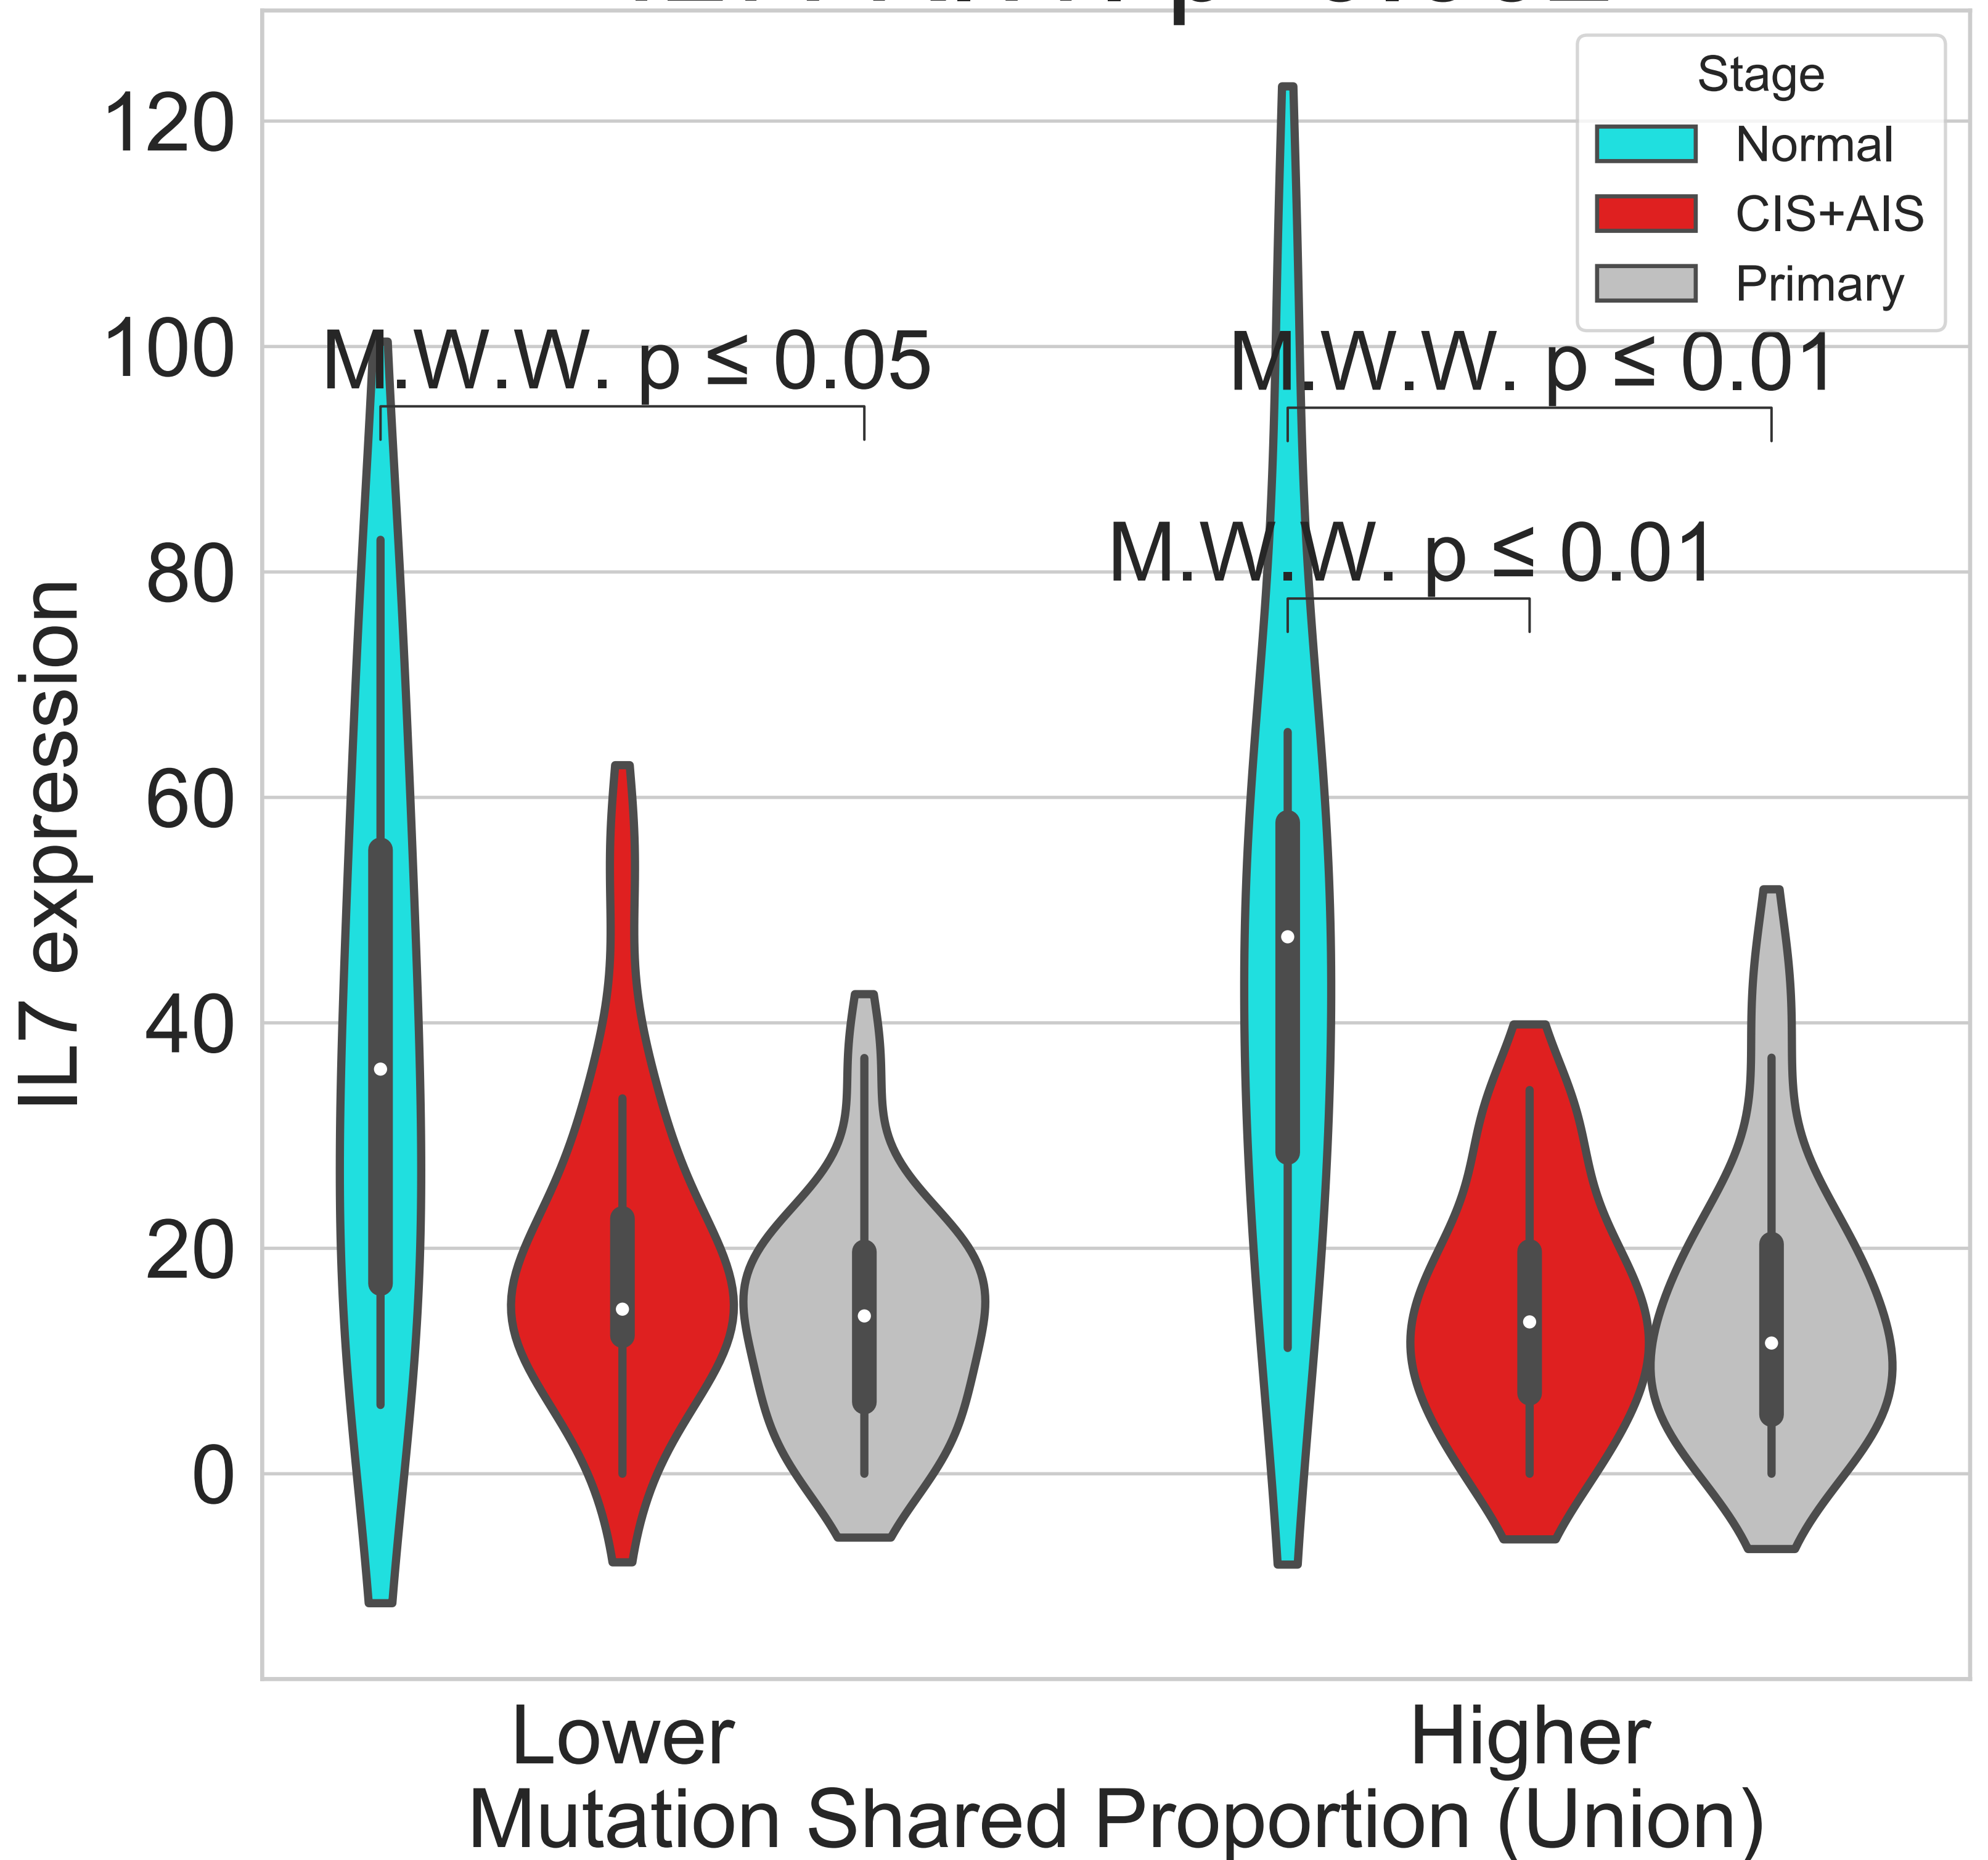 Stage
Normal
CIS+AIS
Primary
120
100
80
60
40
20
0
IL7 expression
M.W.W. p ≤ 0.05
M.W.W. p ≤ 0.01
M.W.W. p ≤ 0.01
Lower
Higher
Mutation Shared Proportion (Union)